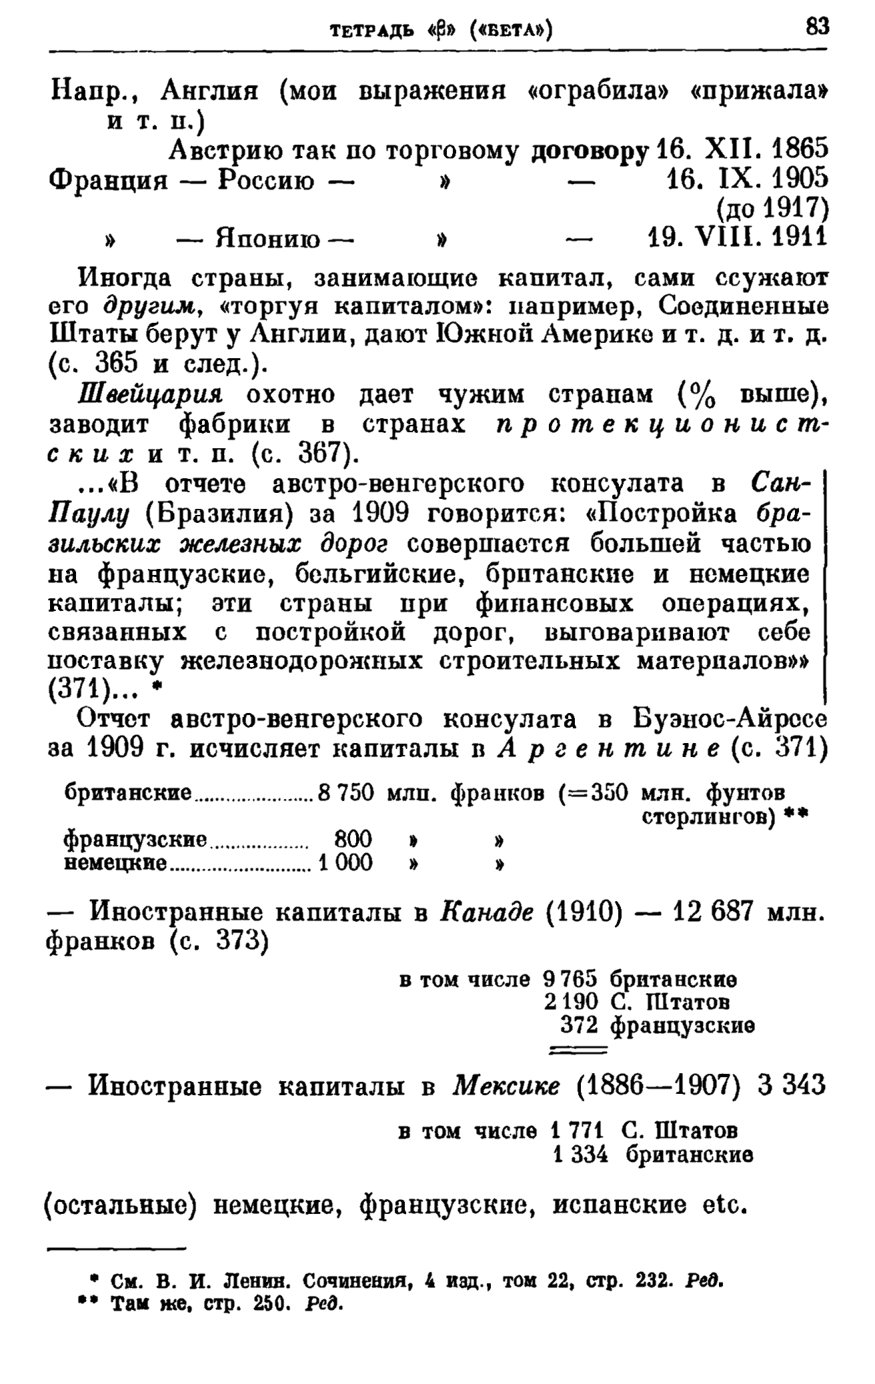 ТЕТРАДЬ «β» («БЕТА») 83
Напр., Англия (мои выражения «ограбила» «прижала»
и т. п.)
Австрию так по торговому договору 16. XII. 1865
Франция — Россию — » — 16. IX. 1905
(до 1917)
» — Японию — » — 19. VIII. 1911
Иногда страны, занимающие капитал, сами ссужают
его другим, «торгуя капиталом»: например, Соединенные
Штаты берут у Англии, дают Южной Америке и т. д. и т. д.
(с. 365 и след.).
Швейцария охотно дает чужим странам (% выше),
заводит фабрики в странах протекционист-
ских и т. п. (с. 367).
...«В отчете австро-венгерского консулата в Сан-
Паулу (Бразилия) за 1909 говорится: «Постройка бра-
зильских железных дорог совершается большей частью
на французские, бельгийские, британские и немецкие
капиталы; эти страны при финансовых операциях,
связанных с постройкой дорог, выговаривают себе
поставку железнодорожных строительных материалов»»
(371)... *
Отчет австро-венгерского консулата в Буэнос-Айресе
за 1909 г. исчисляет капиталы в Аргентине (с. 371)
британские.....................8 750 млн. франков (=350 млн. фунтов
стерлингов) **
французские.................. 800 » »
немецкие.........................1 000 » »
— Иностранные капиталы в Канаде (1910) — 12 687 млн.
франков (с. 373)
в том числе 9 765 британские
2 190 С. Штатов
372 французские
— Иностранные капиталы в Мексике (1886—1907) 3 343
в том числе 1 771 С. Штатов
1 334 британские
(остальные) немецкие, французские, испанские etc.
* См. В. И. Ленин. Сочинения, 4 изд., том 22, стр. 232. Ред.
** Там же, стр. 250. Ред.